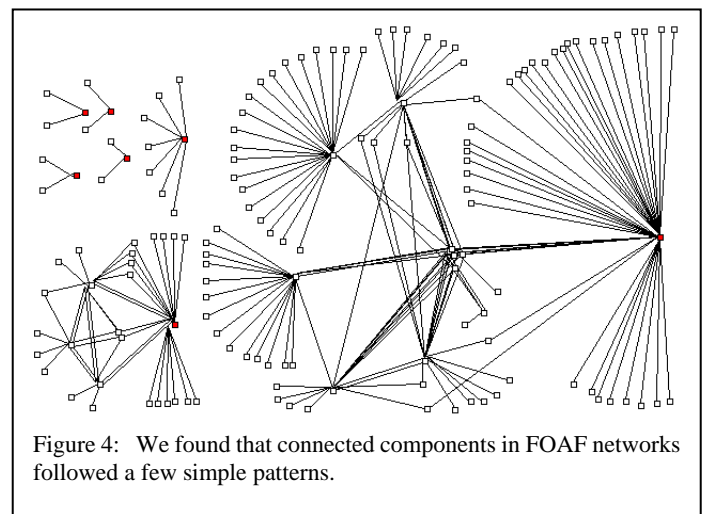 Figure 4: We found that connected components in FOAF networks
followed a few simple patterns.